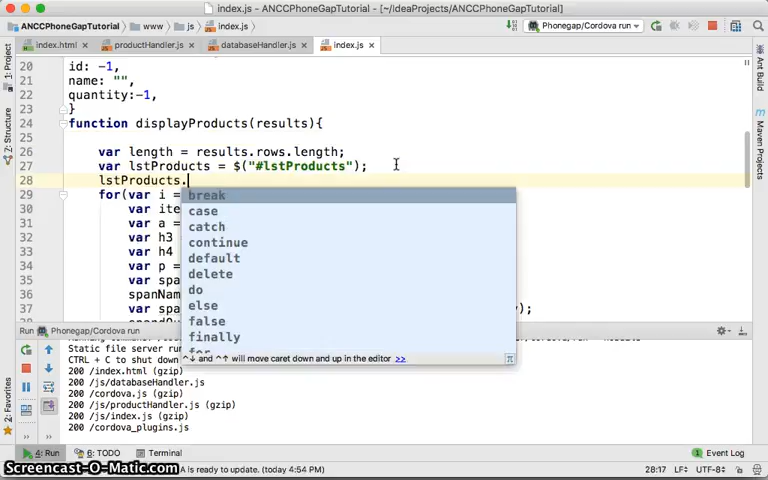 index.js - ANCCPhoneGapTutorial - [~/IdeaProjects/ANCCPhoneGapTutorial]
ANCCPhoneGapTutorial www js index.js Phonegap/Cordova run
index.html productHandler.js databaseHandler.js index.js
1: Project
7: Structure
2: Favorites
Ant Build
Maven Projects
20 id: -1,
21 name: "",
22 quantity:-1,
23 }
24 function displayProducts(results){
25
26 var length = results.rows.length;
27 var lstProducts = $("#lstProducts");
28 lstProducts.
29 for(var i =
30 var ite
31 var a =
32 var h3
33 var h4
34 var p =
35 var spa
36 spanNam
37 var spa y);
38
break
case
catch
continue
default
delete
do
else
false
finally
for
^↓ and ^↑ will move caret down and up in the editor >>
Run Phonegap/Cordova run
Static file server run
CTRL + C to shut down
200 /index.html (gzip)
200 /js/databaseHandler.js
200 /cordova.js (gzip)
200 /js/productHandler.js (gzip)
200 /js/index.js (gzip)
200 /cordova_plugins.js
4: Run 6: TODO Terminal Event Log
Screencast-O-Matic.com A is ready to update. (today 4:54 PM) 28:17 LF UTF-8